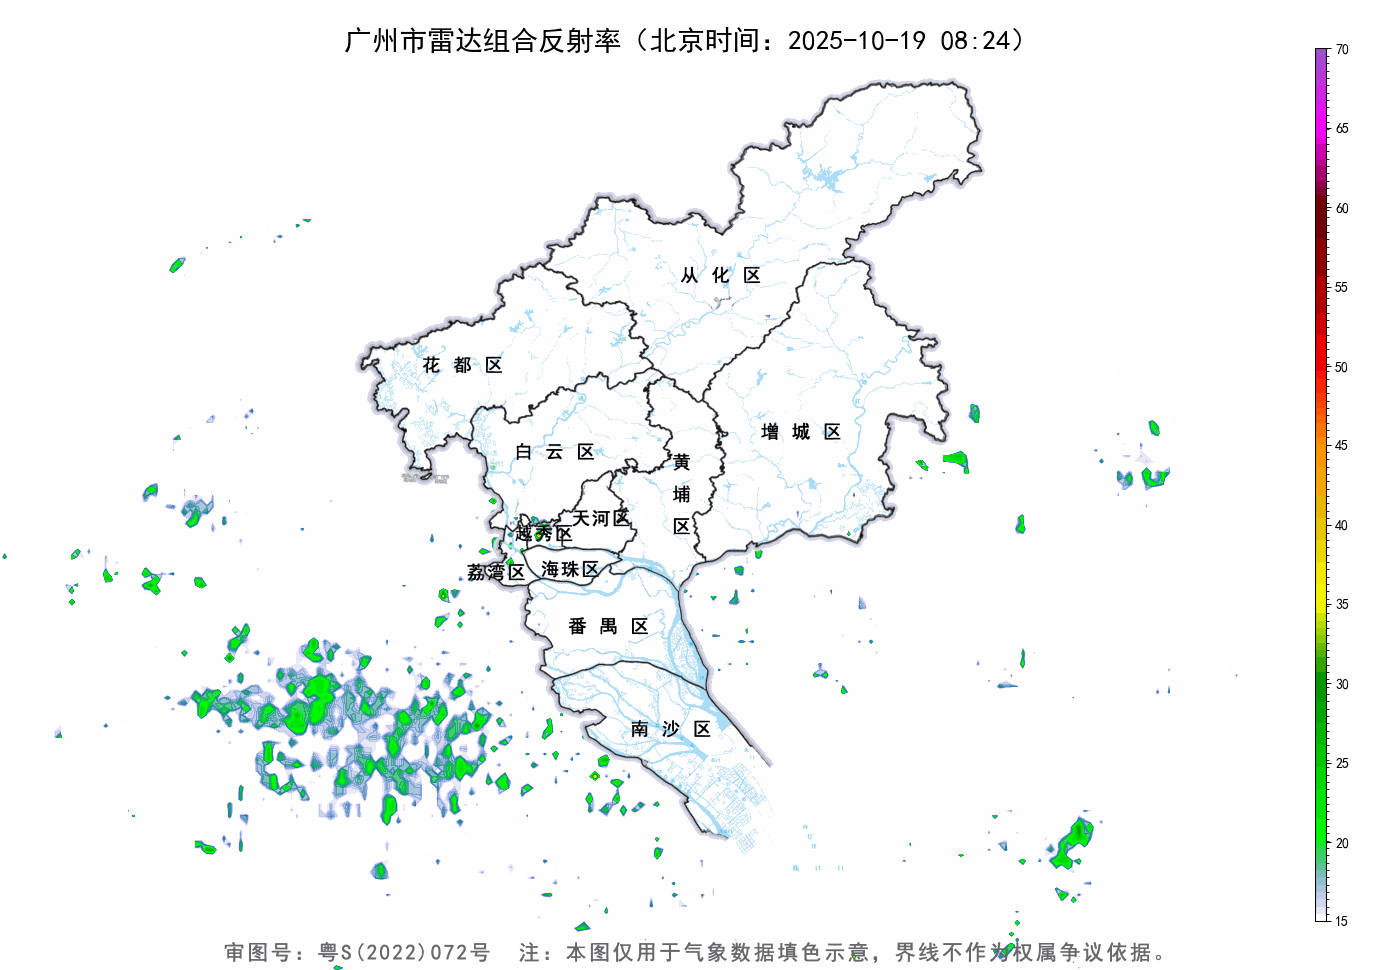 广州市雷达组合反射率（北京时间：2025-10-19 08:24）
70
65
60
55
50
45
40
35
30
25
20
15
从化区
花都区
增城区
白云区
黄埔区
天河区
越秀区
海珠区
荔湾区
番禺区
南沙区
审图号：粤S(2022)072号 注：本图仅用于气象数据填色示意，界线不作为权属争议依据。